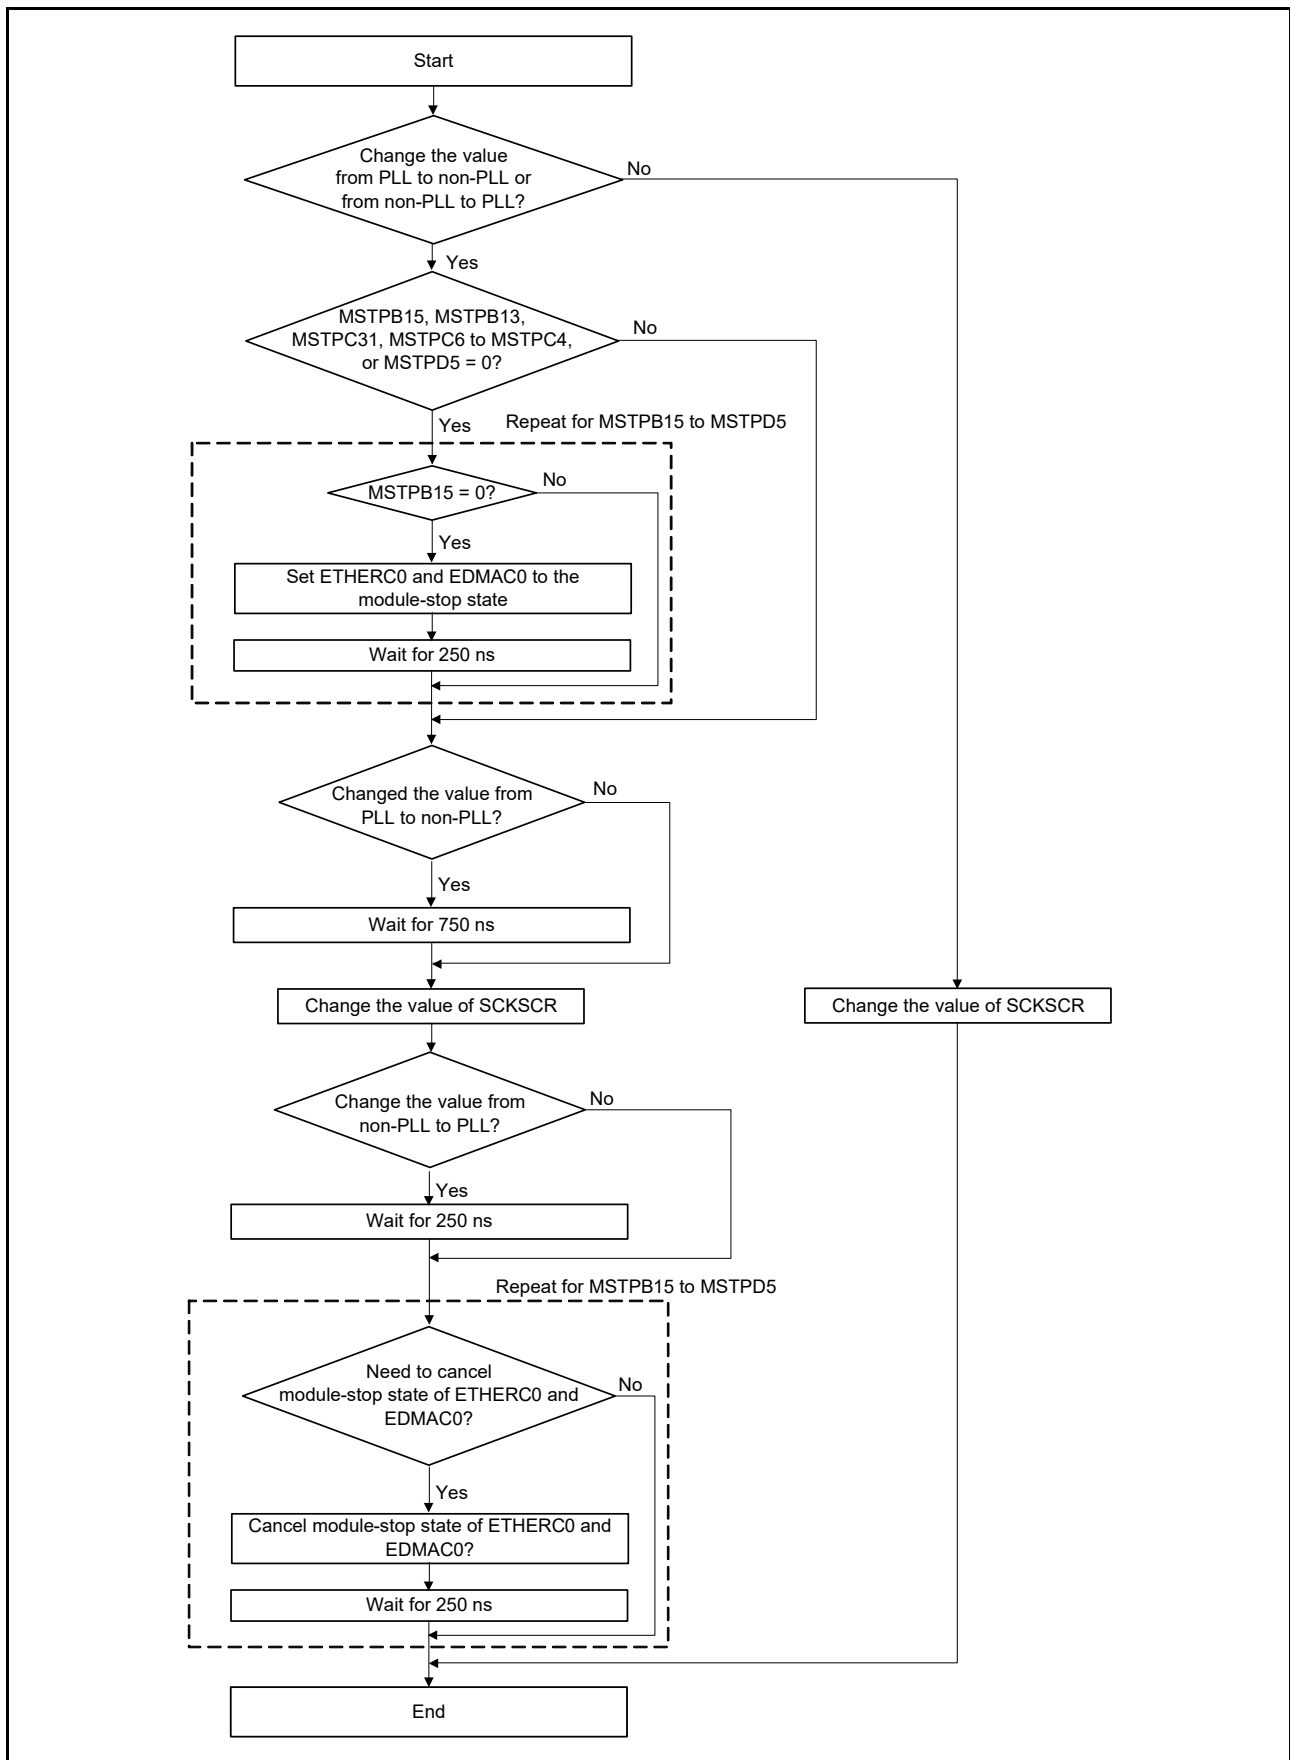 Start
Change the value
from PLL to non-PLL or
from non-PLL to PLL?
No
Yes
MSTPB15, MSTPB13,
MSTPC31, MSTPC6 to MSTPC4,
or MSTPD5 = 0?
No
Yes
Repeat for MSTPB15 to MSTPD5
MSTPB15 = 0?
No
Yes
Set ETHERC0 and EDMAC0 to the
module-stop state
Wait for 250 ns
Changed the value from
PLL to non-PLL?
No
Yes
Wait for 750 ns
Change the value of SCKSCR
Change the value of SCKSCR
Change the value from
non-PLL to PLL?
No
Yes
Wait for 250 ns
Repeat for MSTPB15 to MSTPD5
Need to cancel
module-stop state of ETHERC0 and
EDMAC0?
No
Yes
Cancel module-stop state of ETHERC0 and
EDMAC0?
Wait for 250 ns
End